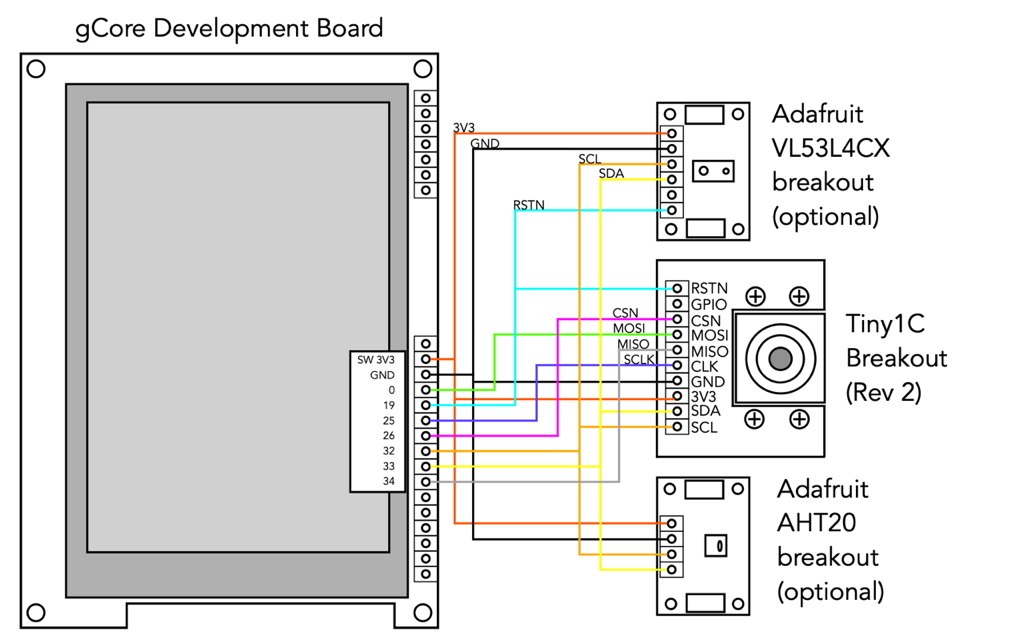 gCore Development Board
3V3
GND
SCL
SDA
RSTN
Adafruit
VL53L4CX
breakout
(optional)
CSN
MOSI
MISO
SCLK
RSTN
GPIO
CSN
MOSI
MISO
CLK
GND
3V3
SDA
SCL
Tiny1C
Breakout
(Rev 2)
SW 3V3
GND
0
19
25
26
32
33
34
Adafruit
AHT20
breakout
(optional)